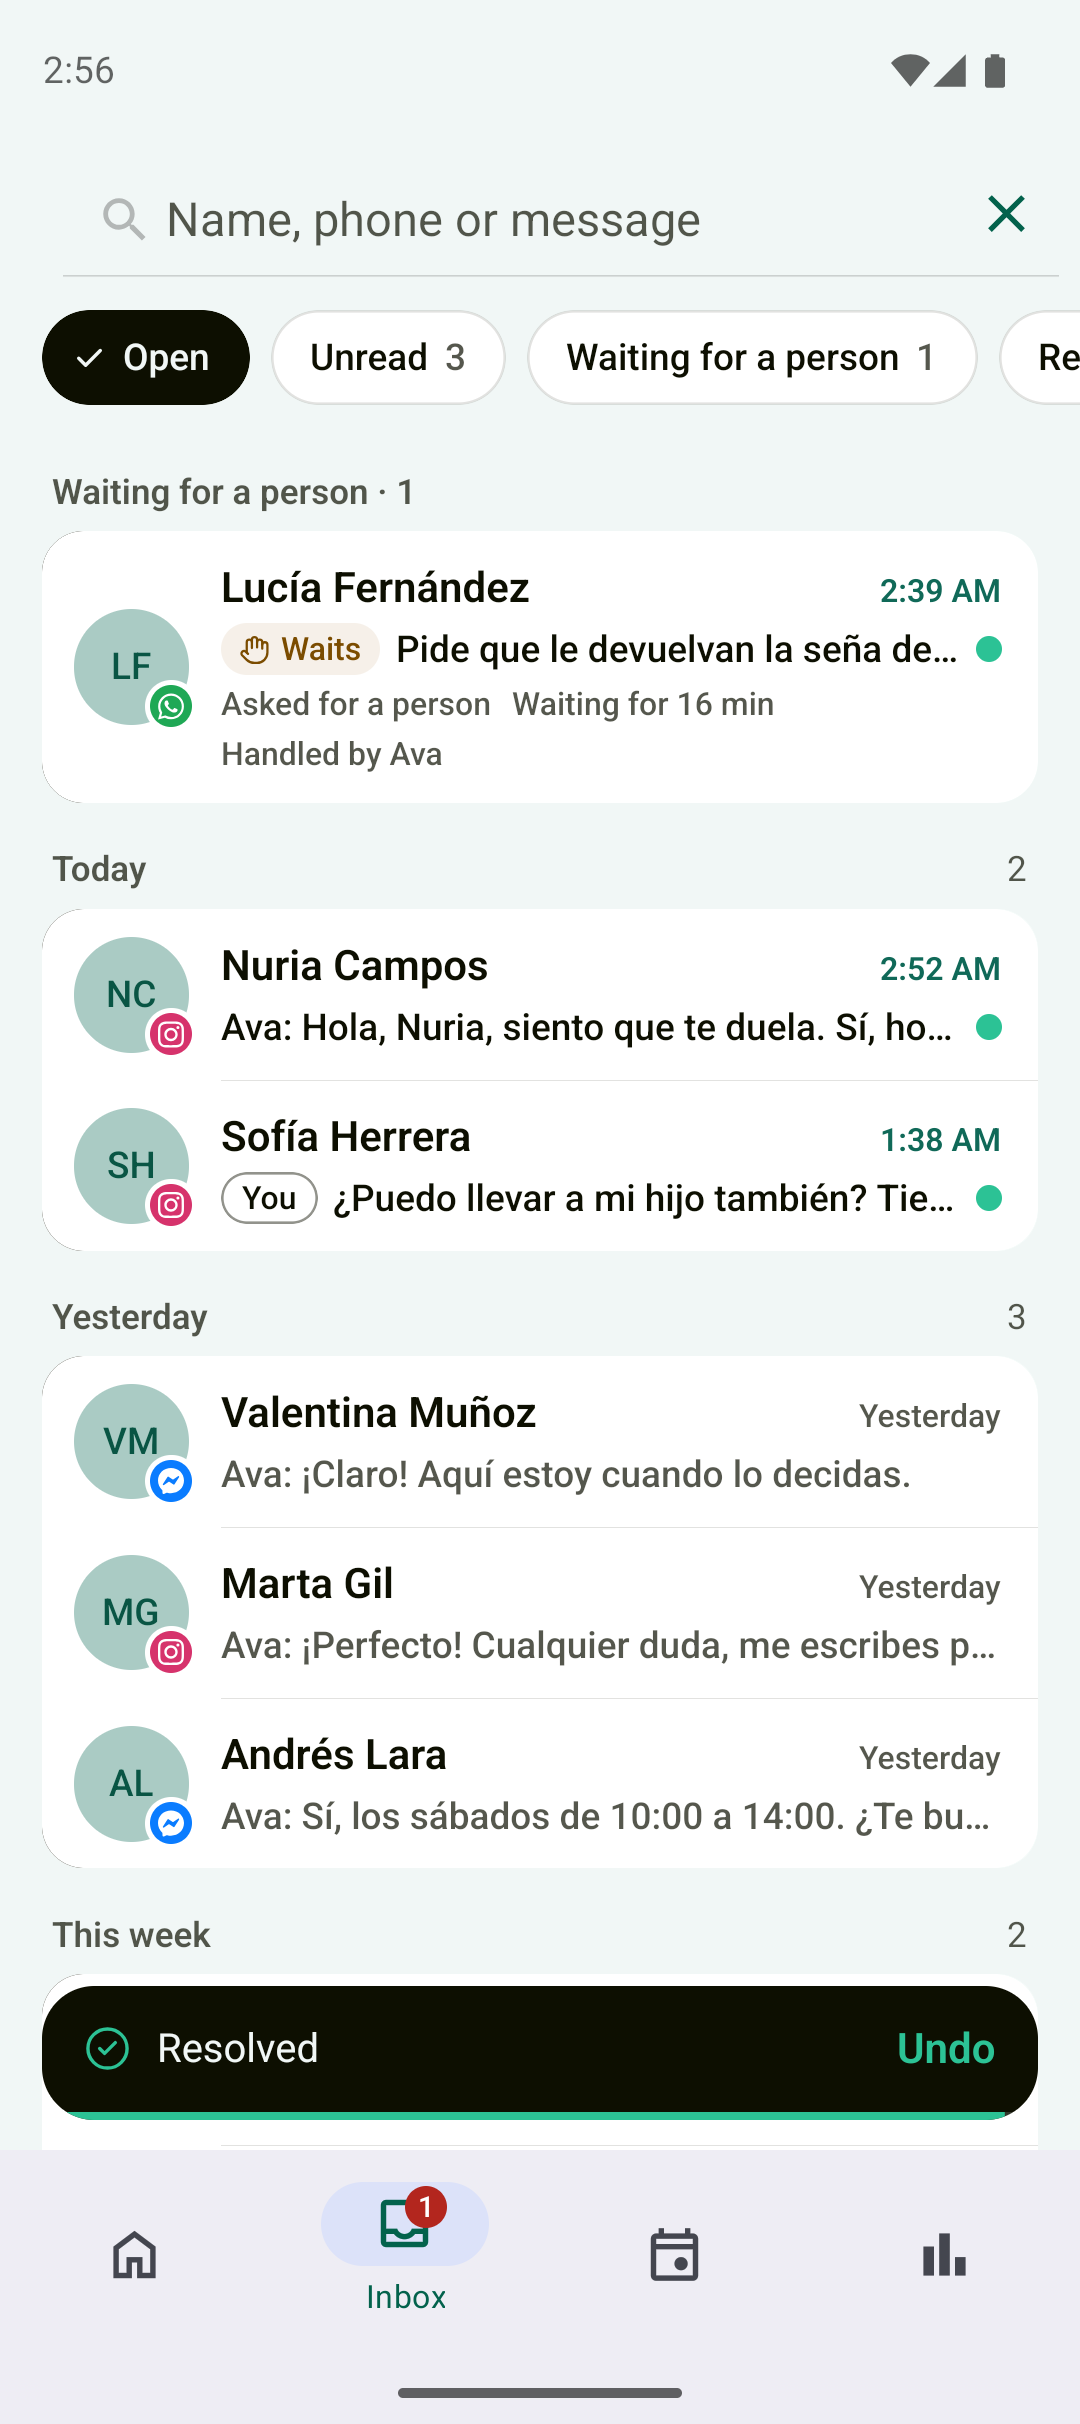 2:56
Name, phone or message
Open
Unread 3
Waiting for a person 1
Re
Waiting for a person · 1
LF
Lucía Fernández
2:39 AM
Waits
Pide que le devuelvan la seña de…
Asked for a person Waiting for 16 min
Handled by Ava
Today
2
NC
Nuria Campos
2:52 AM
Ava: Hola, Nuria, siento que te duela. Sí, ho…
SH
Sofía Herrera
1:38 AM
You
¿Puedo llevar a mi hijo también? Tie…
Yesterday
3
VM
Valentina Muñoz
Yesterday
Ava: ¡Claro! Aquí estoy cuando lo decidas.
MG
Marta Gil
Yesterday
Ava: ¡Perfecto! Cualquier duda, me escribes p…
AL
Andrés Lara
Yesterday
Ava: Sí, los sábados de 10:00 a 14:00. ¿Te bu…
This week
2
Resolved
Undo
1
Inbox